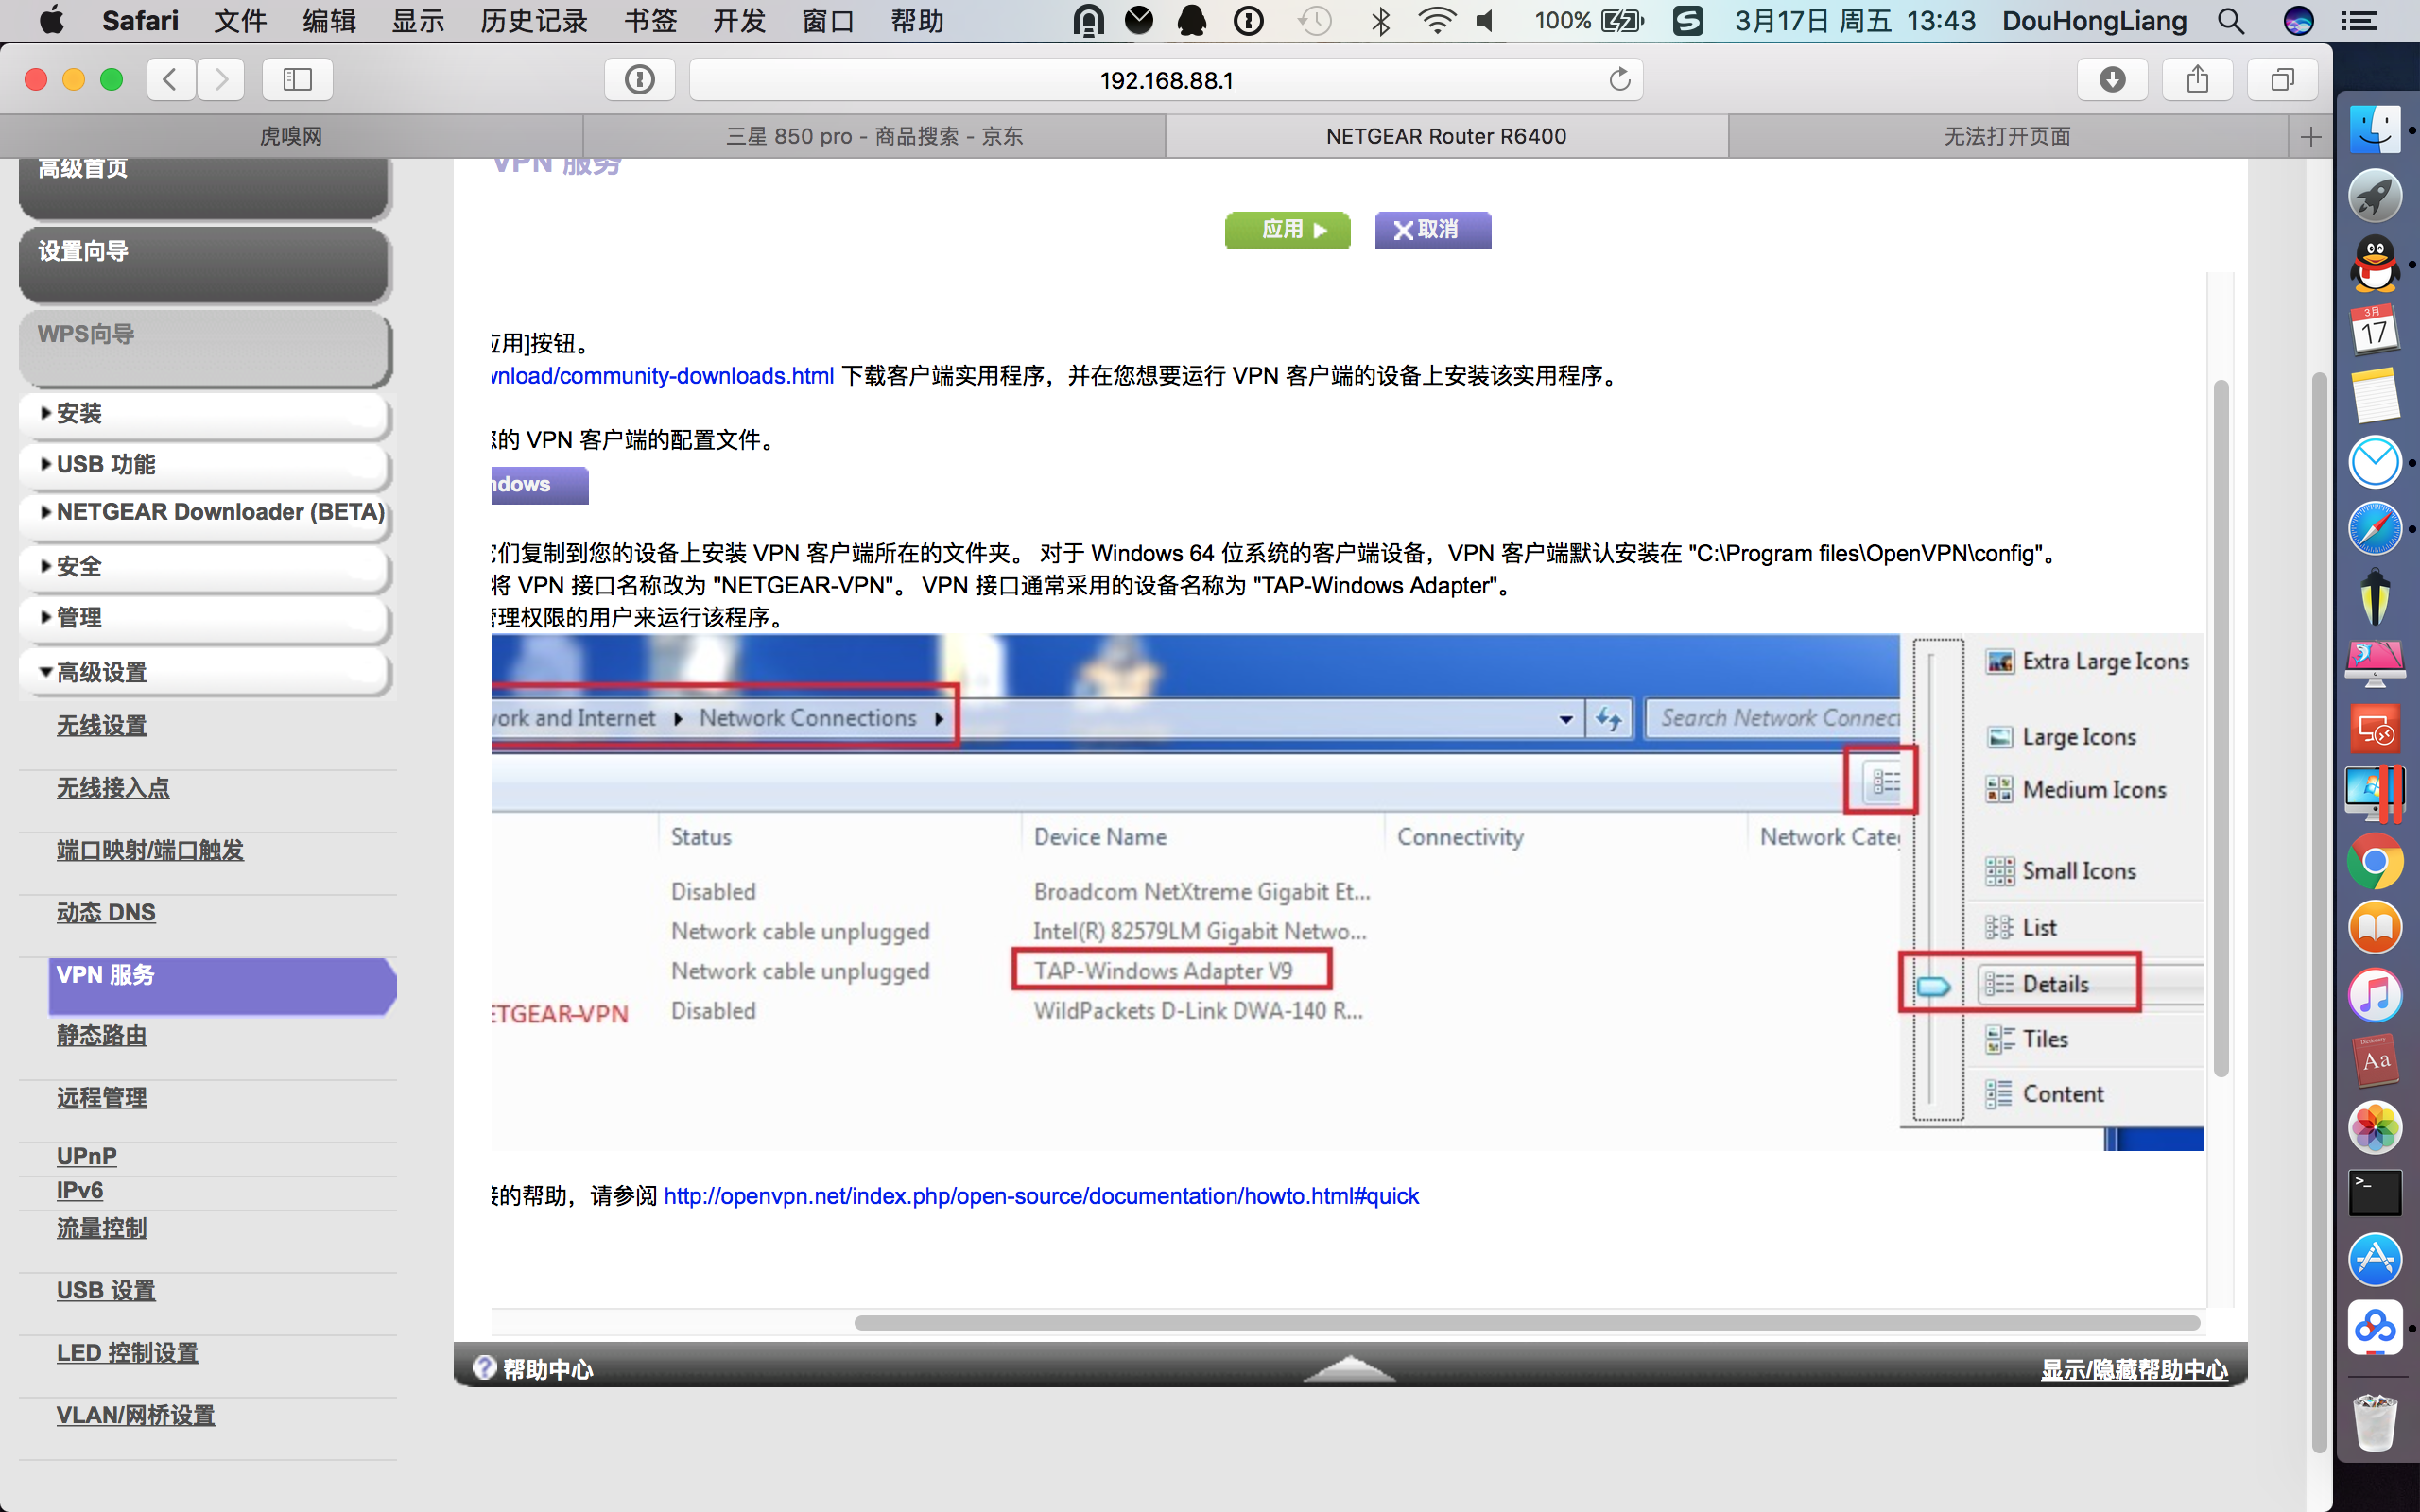 Safari 文件 编辑 显示 历史记录 书签 开发 窗口 帮助 100% 3月17日 周五 13:43 DouHongLiang
192.168.88.1
虎嗅网 三星 850 pro - 商品搜索 - 京东 NETGEAR Router R6400 无法打开页面
高级首页
设置向导
WPS向导
安装
USB 功能
NETGEAR Downloader (BETA)
安全
管理
高级设置
无线设置
无线接入点
端口映射/端口触发
动态 DNS
VPN 服务
静态路由
远程管理
UPnP
IPv6
流量控制
USB 设置
LED 控制设置
VLAN/网桥设置
VPN 服务
应用 取消
应用]按钮。
wnload/community-downloads.html 下载客户端实用程序，并在您想要运行 VPN 客户端的设备上安装该实用程序。
您的 VPN 客户端的配置文件。
ndows
它们复制到您的设备上安装 VPN 客户端所在的文件夹。 对于 Windows 64 位系统的客户端设备，VPN 客户端默认安装在 "C:\Program files\OpenVPN\config"。
将 VPN 接口名称改为 "NETGEAR-VPN"。 VPN 接口通常采用的设备名称为 "TAP-Windows Adapter"。
管理权限的用户来运行该程序。
work and Internet Network Connections Search Network Connect
Status Device Name Connectivity Network Categ
Disabled Broadcom NetXtreme Gigabit Et...
Network cable unplugged Intel(R) 82579LM Gigabit Netwo...
Network cable unplugged TAP-Windows Adapter V9
ETGEAR-VPN Disabled WildPackets D-Link DWA-140 R...
Extra Large Icons
Large Icons
Medium Icons
Small Icons
List
Details
Tiles
Content
的帮助，请参阅 http://openvpn.net/index.php/open-source/documentation/howto.html#quick
帮助中心 显示/隐藏帮助中心
3月
17
Dictionary
Aa